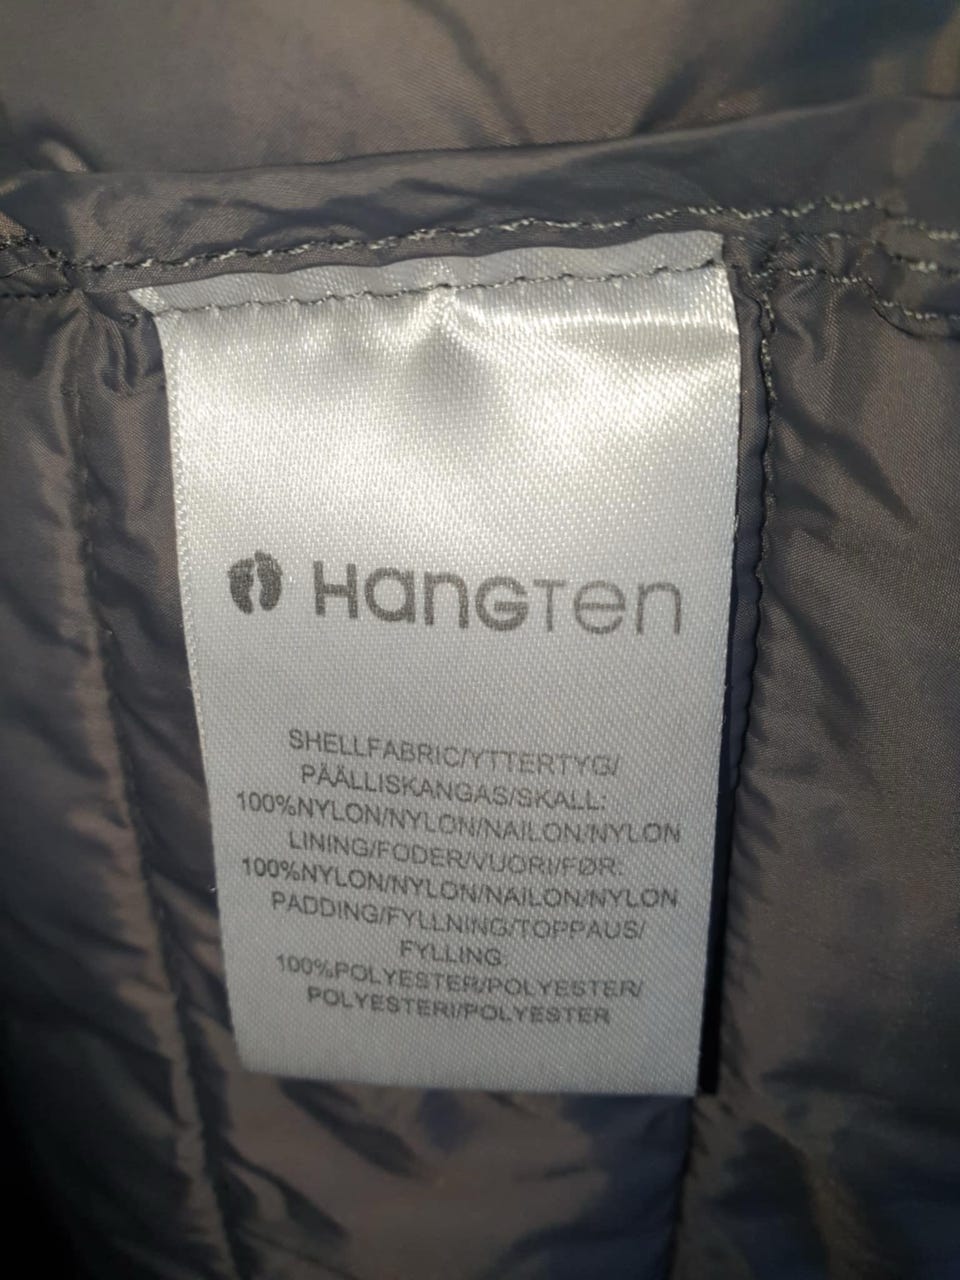 HangTen
SHELLFABRIC/YTTERTYG/
PÄÄLLISKANGAS/SKALL:
100%NYLON/NYLON/NAILON/NYLON
LINING/FODER/VUORI/FØR:
100%NYLON/NYLON/NAILON/NYLON
PADDING/FYLLNING/TOPPAUS/
FYLLING:
100%POLYESTER/POLYESTER/
POLYESTERI/POLYESTER